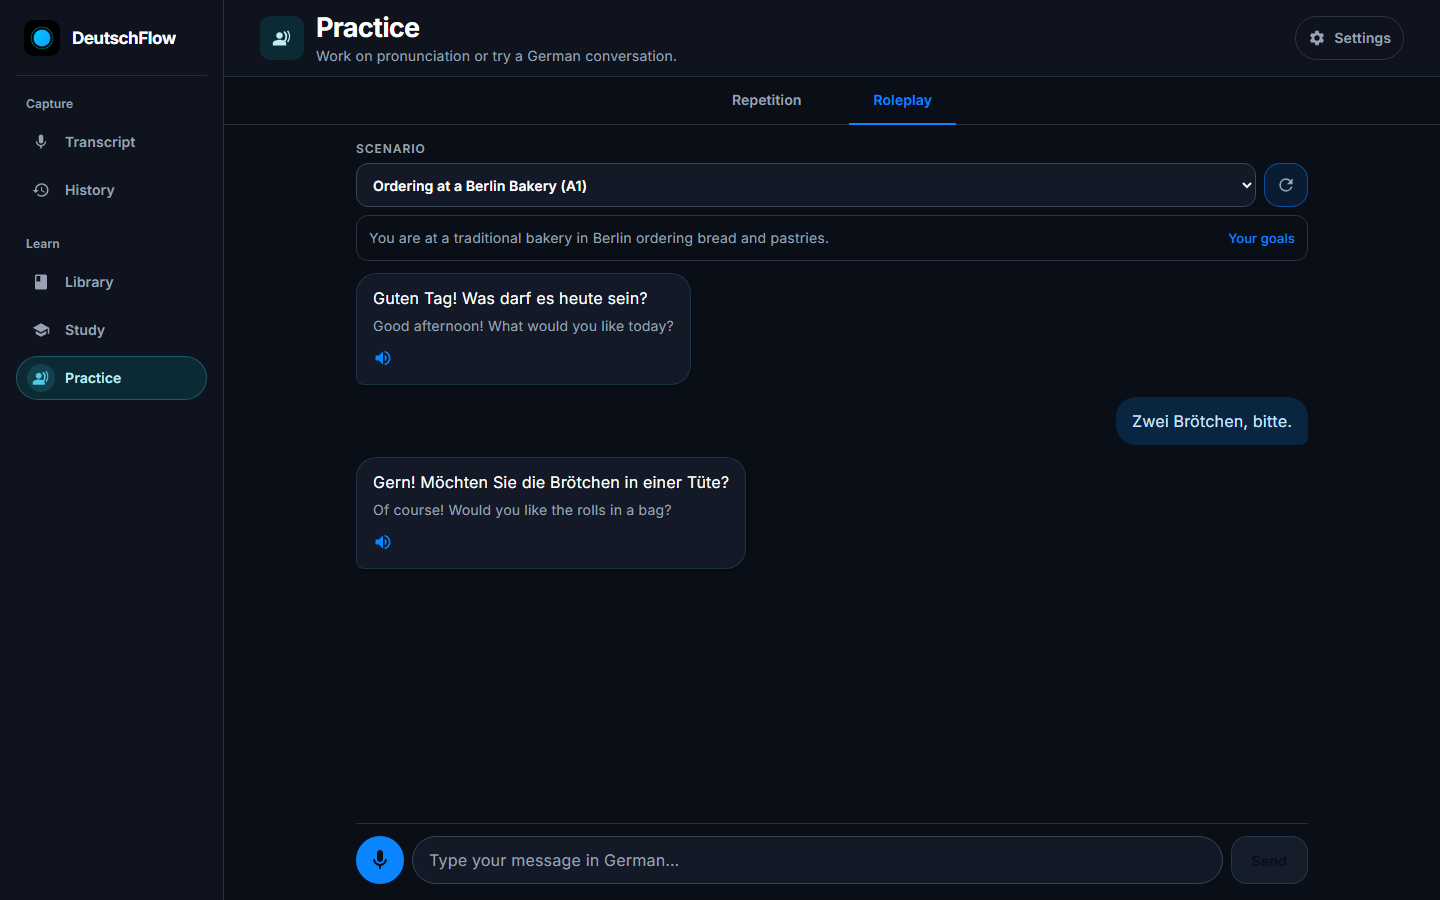 DeutschFlow
Capture
Transcript
History
Learn
Library
Study
Practice
Practice
Work on pronunciation or try a German conversation.
Settings
Repetition
Roleplay
SCENARIO
Ordering at a Berlin Bakery (A1)
You are at a traditional bakery in Berlin ordering bread and pastries.
Your goals
Guten Tag! Was darf es heute sein?
Good afternoon! What would you like today?
Zwei Brötchen, bitte.
Gern! Möchten Sie die Brötchen in einer Tüte?
Of course! Would you like the rolls in a bag?
Type your message in German...
Send